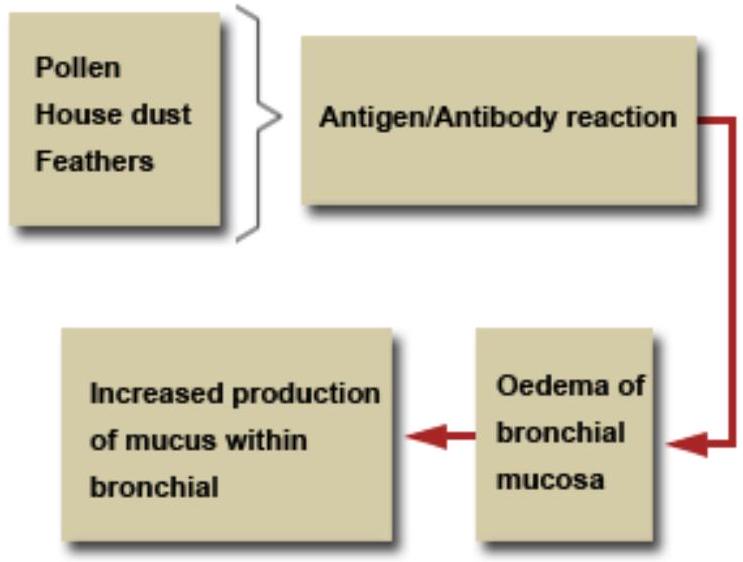 Pollen
House dust
Feathers
Antigen/Antibody reaction
Oedema of
bronchial
mucosa
Increased production
of mucus within
bronchial